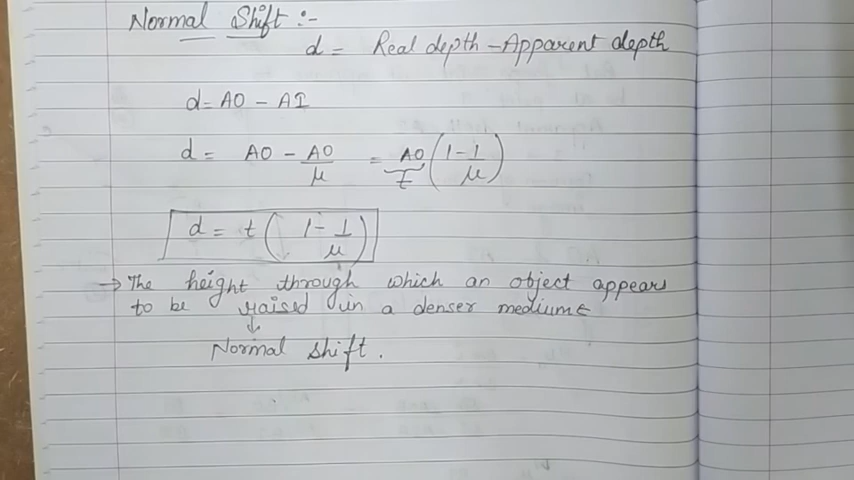 Normal Shift :-
d = Real depth - Apparent depth
d = AO - AI
d = AO - AO/μ = AO/t (1 - 1/μ)
d = t (1 - 1/μ)
→ The height through which an object appears
to be raised in a denser medium
↓
Normal shift.